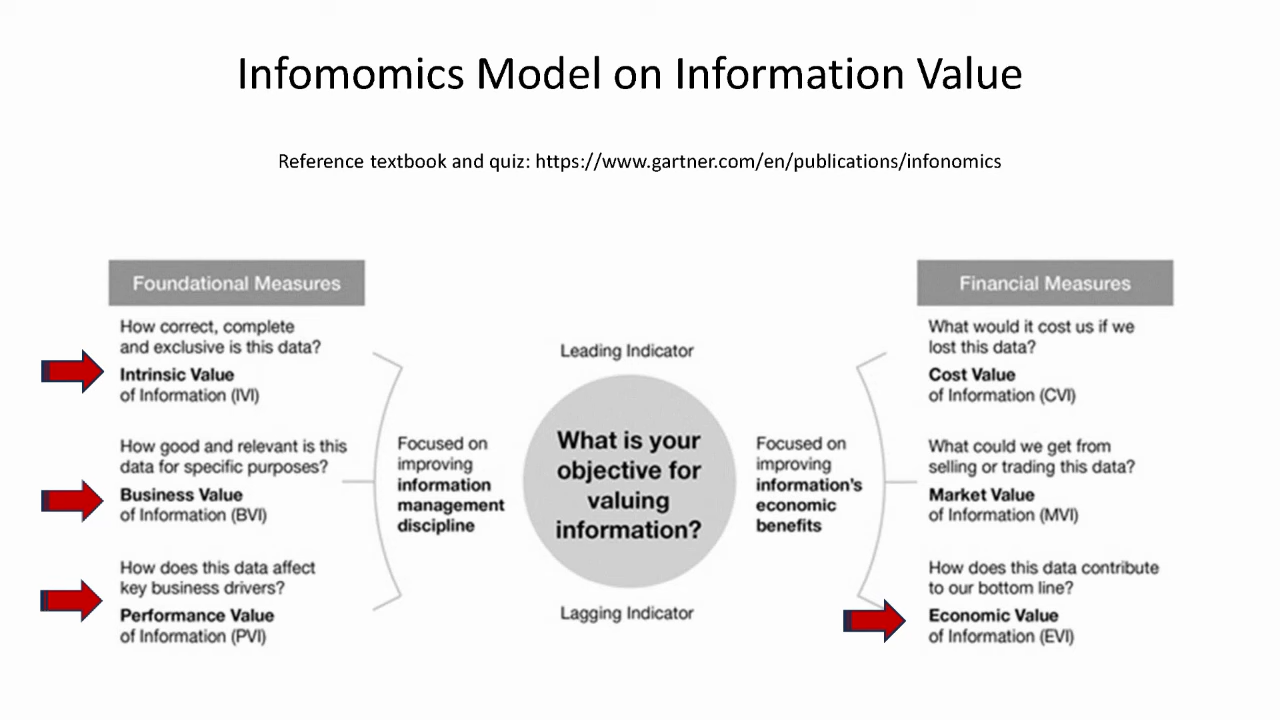 Infomomics Model on Information Value
Reference textbook and quiz: https://www.gartner.com/en/publications/infonomics
Foundational Measures
How correct, complete
and exclusive is this data?
Intrinsic Value
of Information (IVI)
How good and relevant is this
data for specific purposes?
Business Value
of Information (BVI)
How does this data affect
key business drivers?
Performance Value
of Information (PVI)
Focused on
improving
information
management
discipline
Leading Indicator
What is your
objective for
valuing
information?
Lagging Indicator
Focused on
improving
information's
economic
benefits
Financial Measures
What would it cost us if we
lost this data?
Cost Value
of Information (CVI)
What could we get from
selling or trading this data?
Market Value
of Information (MVI)
How does this data contribute
to our bottom line?
Economic Value
of Information (EVI)